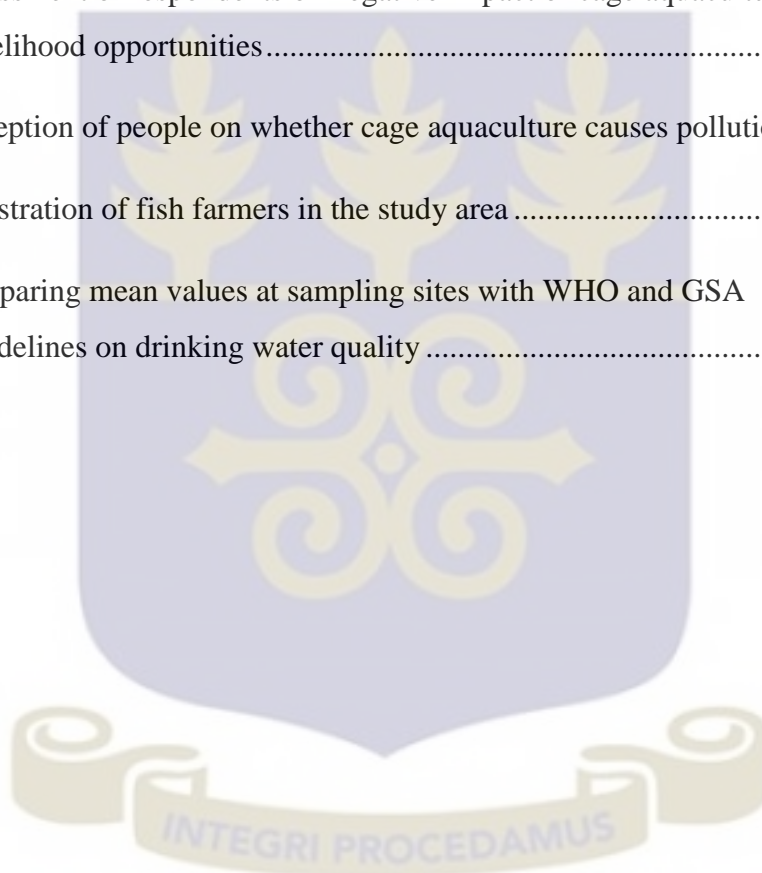 elihood opportunities................................................................
eption of people on whether cage aquaculture causes polluti
stration of fish farmers in the study area................................
paring mean values at sampling sites with WHO and GSA
delines on drinking water quality................................
INTEGRI PROCEDAMUS